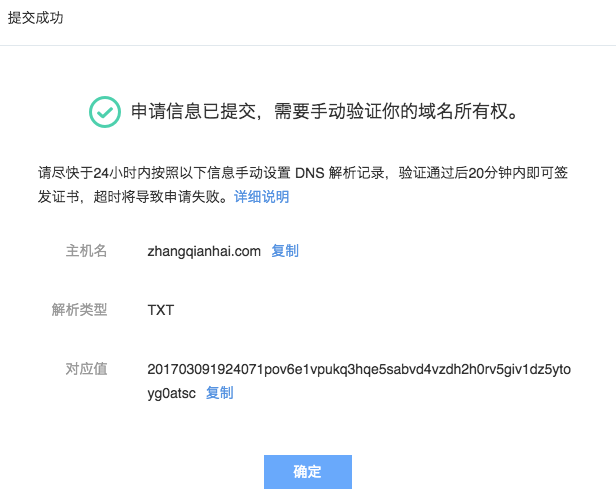 提交成功
申请信息已提交，需要手动验证你的域名所有权。
请尽快于24小时内按照以下信息手动设置 DNS 解析记录，验证通过后20分钟内即可签
发证书，超时将导致申请失败。详细说明
主机名 zhangqianhai.com 复制
解析类型 TXT
对应值 201703091924071pov6e1vpukq3hqe5sabvd4vzdh2h0rv5giv1dz5yto
yg0atsc 复制
确定